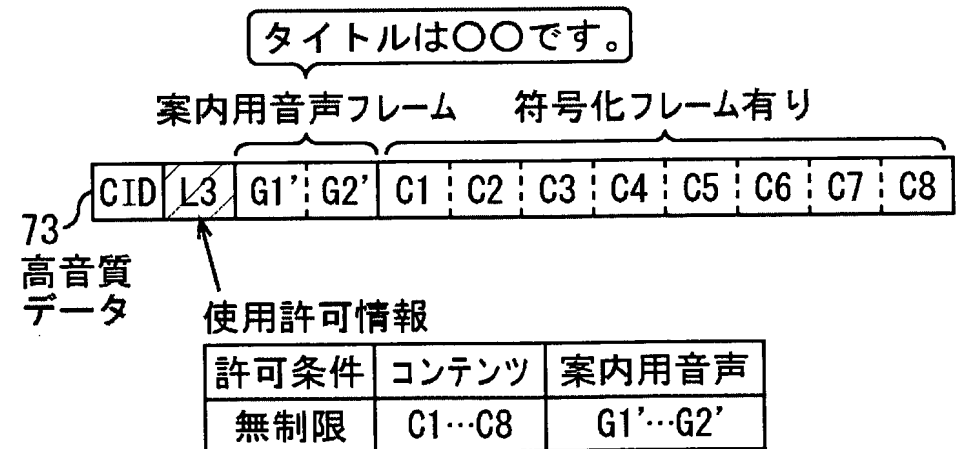 タイトルは〇〇です。
案内用音声フレーム 符号化フレーム有り
CID L3 G1' G2' C1 C2 C3 C4 C5 C6 C7 C8
73
高音質
データ
使用許可情報
許可条件 コンテンツ 案内用音声
無制限 C1…C8 G1'…G2'